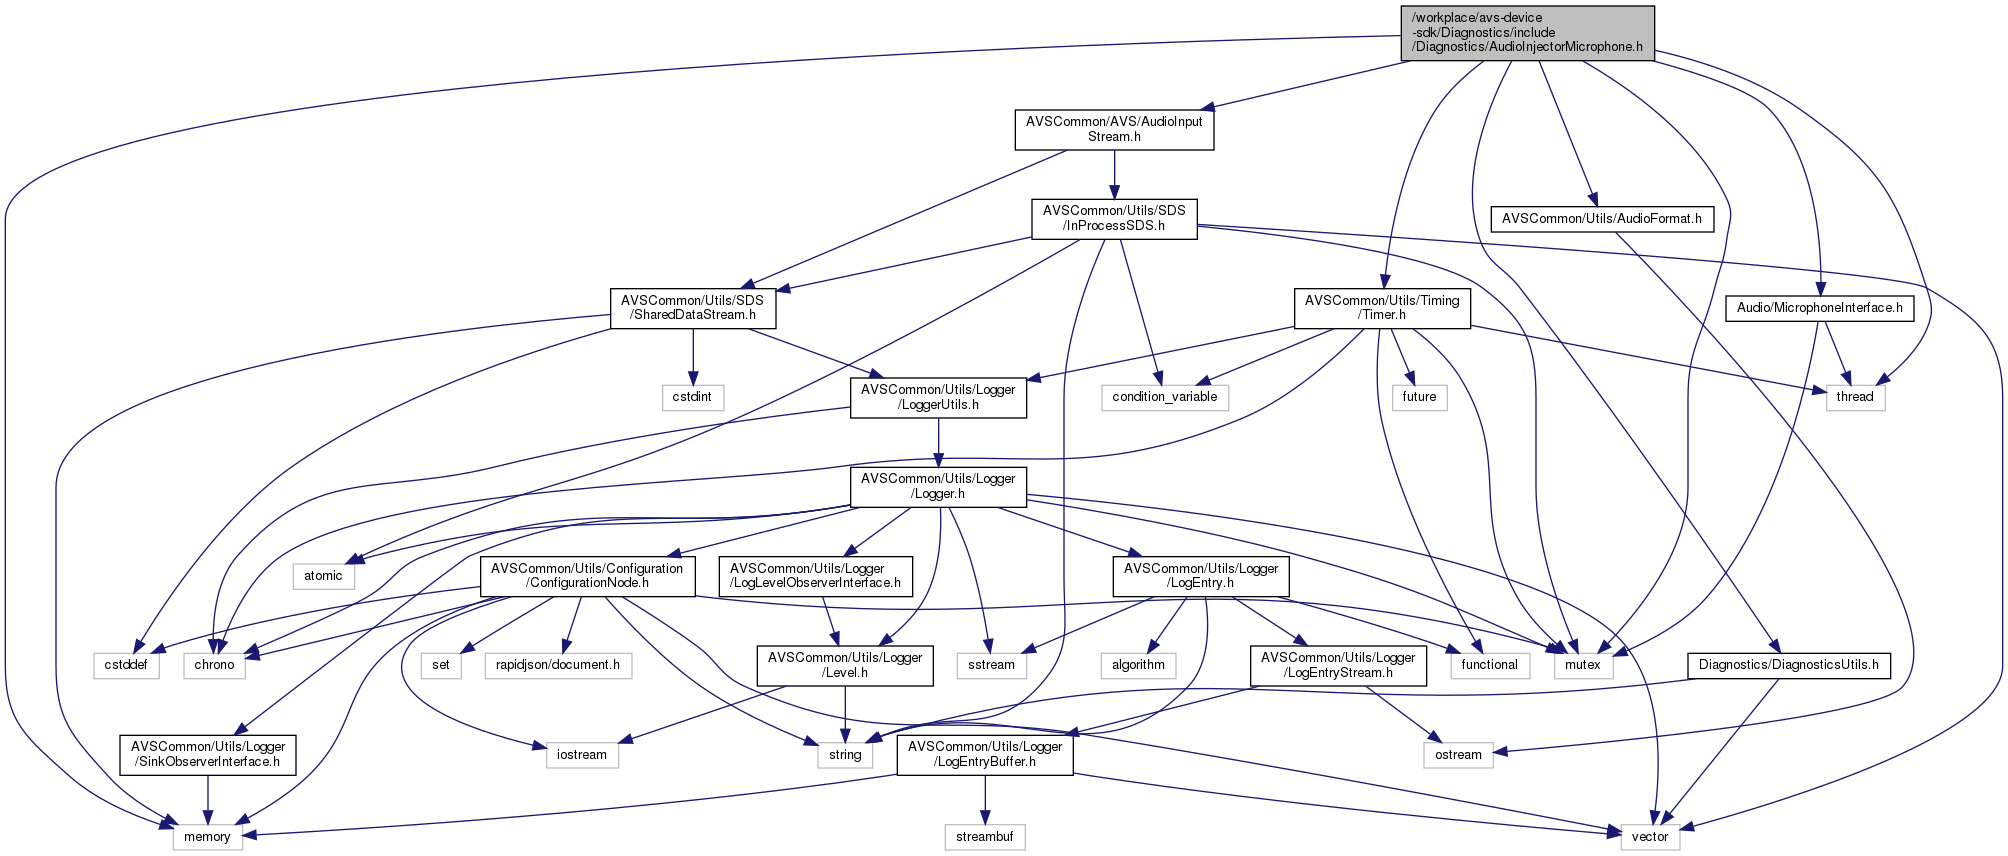 /workplace/avs-device
-sdk/Diagnostics/include
/Diagnostics/AudioInjectorMicrophone.h
AVSCommon/AVS/AudioInput
Stream.h
AVSCommon/Utils/SDS
/InProcessSDS.h
AVSCommon/Utils/AudioFormat.h
AVSCommon/Utils/SDS
/SharedDataStream.h
AVSCommon/Utils/Timing
/Timer.h
Audio/MicrophoneInterface.h
cstdint
AVSCommon/Utils/Logger
/LoggerUtils.h
condition_variable
future
thread
AVSCommon/Utils/Logger
/Logger.h
atomic
AVSCommon/Utils/Configuration
/ConfigurationNode.h
AVSCommon/Utils/Logger
/LogLevelObserverInterface.h
AVSCommon/Utils/Logger
/LogEntry.h
cstddef
chrono
set
rapidjson/document.h
AVSCommon/Utils/Logger
/Level.h
sstream
algorithm
AVSCommon/Utils/Logger
/LogEntryStream.h
functional
mutex
Diagnostics/DiagnosticsUtils.h
AVSCommon/Utils/Logger
/SinkObserverInterface.h
iostream
string
AVSCommon/Utils/Logger
/LogEntryBuffer.h
ostream
memory
streambuf
vector